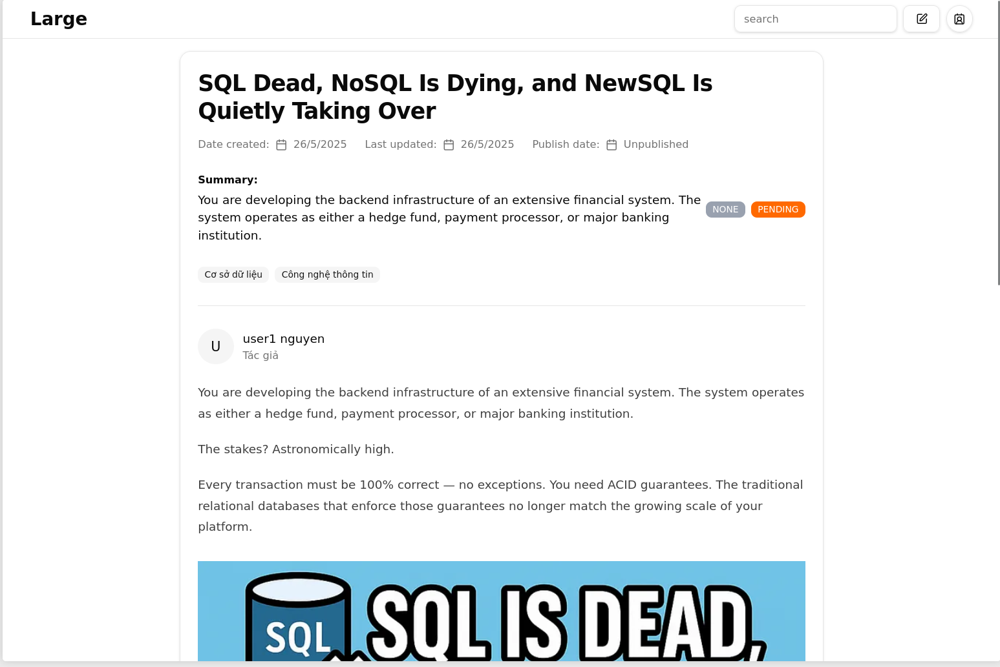 Large
search
SQL Dead, NoSQL Is Dying, and NewSQL Is
Quietly Taking Over
Date created: 26/5/2025 Last updated: 26/5/2025 Publish date: Unpublished
Summary:
You are developing the backend infrastructure of an extensive financial system. The
system operates as either a hedge fund, payment processor, or major banking
institution.
NONE PENDING
Cơ sở dữ liệu Công nghệ thông tin
U
user1 nguyen
Tác giả
You are developing the backend infrastructure of an extensive financial system. The system operates
as either a hedge fund, payment processor, or major banking institution.
The stakes? Astronomically high.
Every transaction must be 100% correct — no exceptions. You need ACID guarantees. The traditional
relational databases that enforce those guarantees no longer match the growing scale of your
platform.
SQL IS DEAD,
SQL